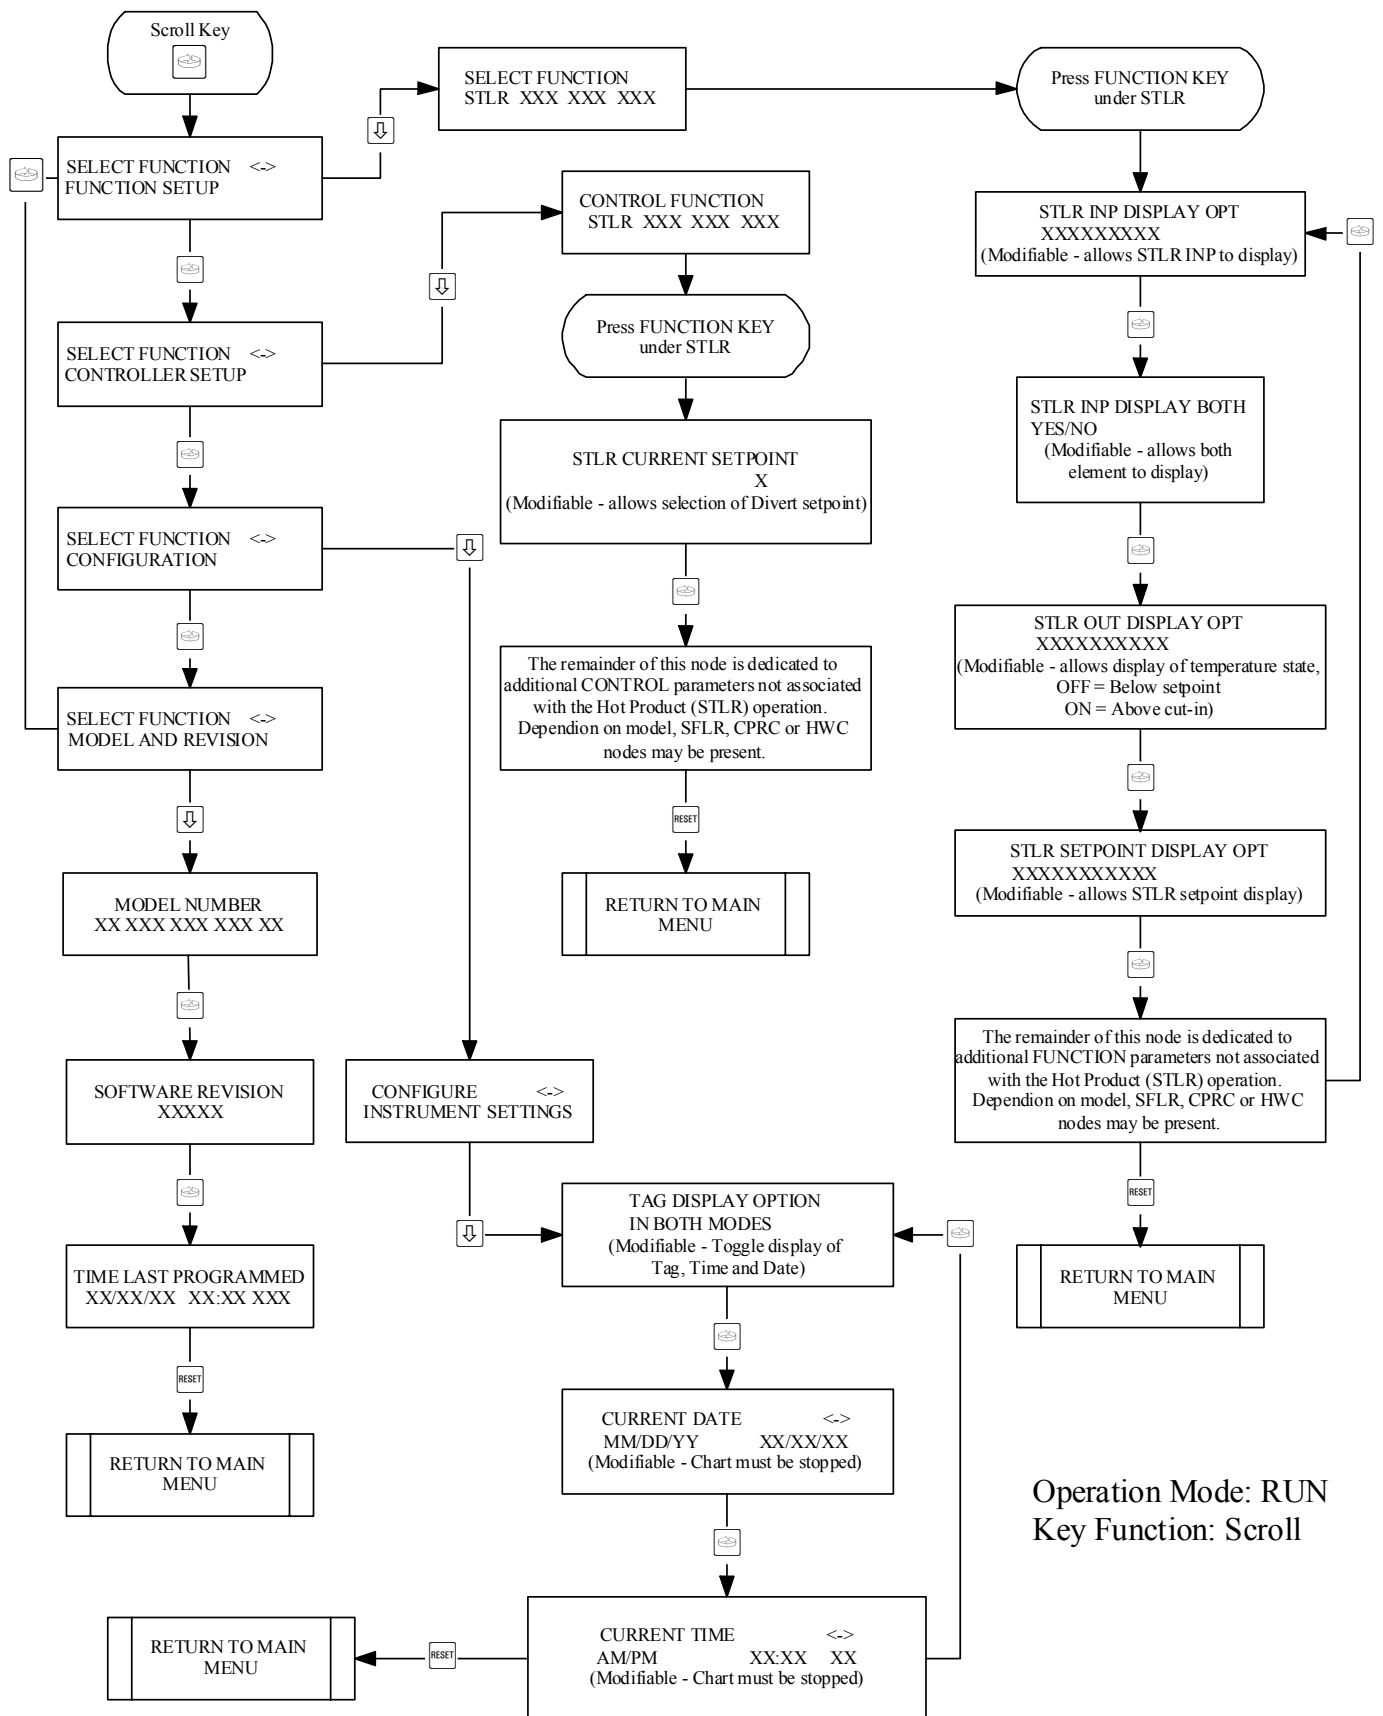 Scroll Key
SELECT FUNCTION <->
FUNCTION SETUP
SELECT FUNCTION <->
CONTROLLER SETUP
SELECT FUNCTION <->
CONFIGURATION
SELECT FUNCTION <->
MODEL AND REVISION
MODEL NUMBER
XX XXX XXX XXX XX
SOFTWARE REVISION
XXXXX
TIME LAST PROGRAMMED
XX/XX/XX XX:XX XXX
RESET
RETURN TO MAIN
MENU
SELECT FUNCTION
STLR XXX XXX XXX
CONTROL FUNCTION
STLR XXX XXX XXX
Press FUNCTION KEY
under STLR
STLR CURRENT SETPOINT
X
(Modifiable - allows selection of Divert setpoint)
The remainder of this node is dedicated to
additional CONTROL parameters not associated
with the Hot Product (STLR) operation.
Dependion on model, SFLR, CPRC or HWC
nodes may be present.
RESET
RETURN TO MAIN
MENU
CONFIGURE <->
INSTRUMENT SETTINGS
TAG DISPLAY OPTION
IN BOTH MODES
(Modifiable - Toggle display of
Tag, Time and Date)
CURRENT DATE <->
MM/DD/YY XX/XX/XX
(Modifiable - Chart must be stopped)
CURRENT TIME <->
AM/PM XX:XX XX
(Modifiable - Chart must be stopped)
RESET
RETURN TO MAIN
MENU
Press FUNCTION KEY
under STLR
STLR INP DISPLAY OPT
XXXXXXXXX
(Modifiable - allows STLR INP to display)
STLR INP DISPLAY BOTH
YES/NO
(Modifiable - allows both
element to display)
STLR OUT DISPLAY OPT
XXXXXXXXXX
(Modifiable - allows display of temperature state,
OFF = Below setpoint
ON = Above cut-in)
STLR SETPOINT DISPLAY OPT
XXXXXXXXXXX
(Modifiable - allows STLR setpoint display)
The remainder of this node is dedicated to
additional FUNCTION parameters not associated
with the Hot Product (STLR) operation.
Dependion on model, SFLR, CPRC or HWC
nodes may be present.
RESET
RETURN TO MAIN
MENU
Operation Mode: RUN
Key Function: Scroll